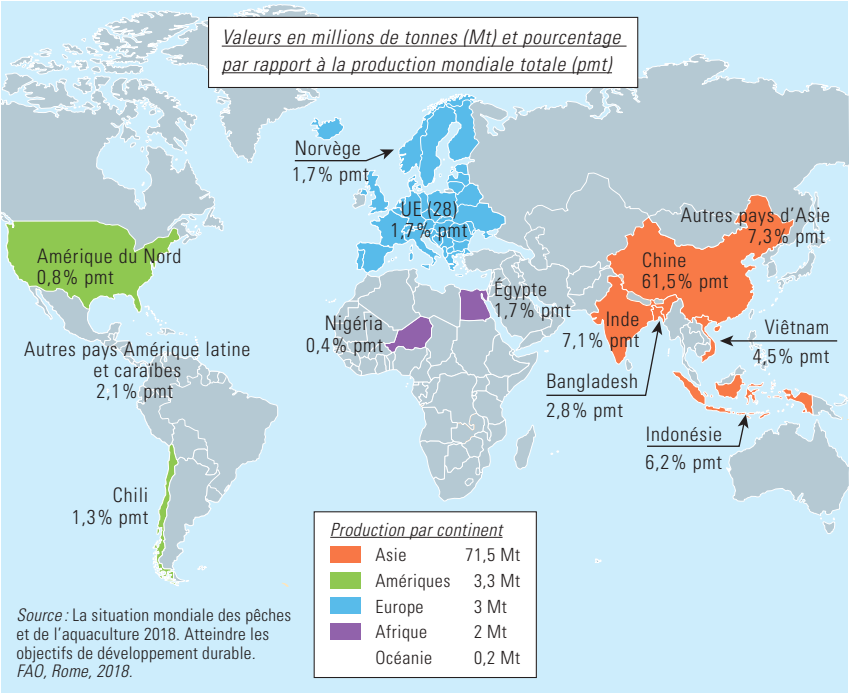 Valeurs en millions de tonnes (Mt) et pourcentage
par rapport à la production mondiale totale (pmt)
Norvège
1,7% pmt
UE (28)
1,7% pmt
Autres pays d'Asie
7,3% pmt
Amérique du Nord
0,8% pmt
Chine
61,5% pmt
Égypte
1,7% pmt
Nigéria
0,4% pmt
Inde
7,1% pmt
Viêtnam
4,5% pmt
Autres pays Amérique latine
et caraïbes
2,1% pmt
Bangladesh
2,8% pmt
Indonésie
6,2% pmt
Chili
1,3% pmt
Production par continent
Asie 71,5 Mt
Amériques 3,3 Mt
Europe 3 Mt
Afrique 2 Mt
Océanie 0,2 Mt
Source : La situation mondiale des pêches
et de l'aquaculture 2018. Atteindre les
objectifs de développement durable.
FAO, Rome, 2018.